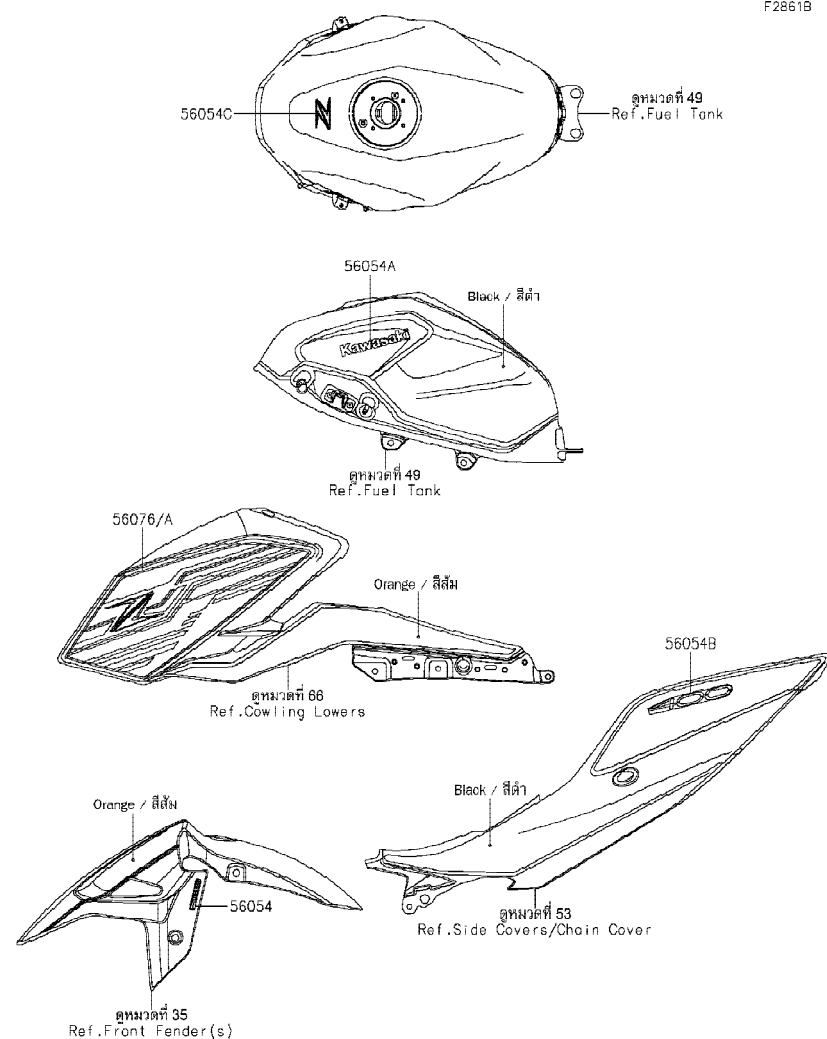 F2861B
56054C
ดูหมวดที่ 49
Ref.Fuel Tank
56054A
Black / สีดำ
Kawasaki
ดูหมวดที่ 49
Ref.Fuel Tank
56076/A
Orange / สีส้ม
56054B
ดูหมวดที่ 66
Ref.Cowling Lowers
Black / สีดำ
Orange / สีส้ม
56054
ดูหมวดที่ 53
Ref.Side Covers/Chain Cover
ดูหมวดที่ 35
Ref.Front Fender(s)